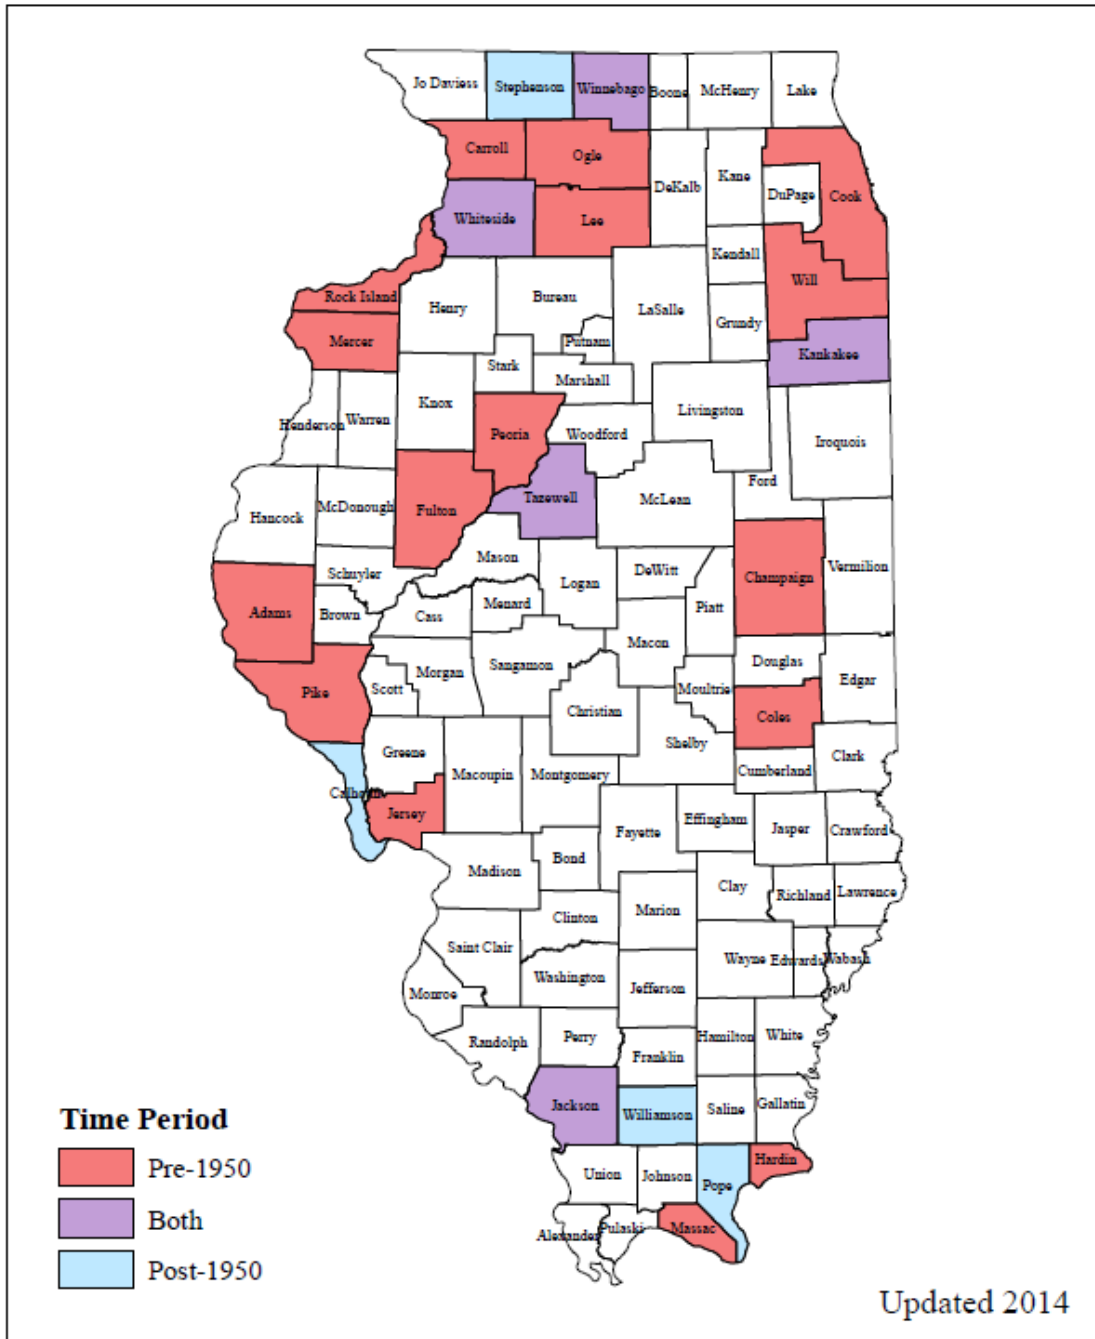 Jo Daviess
Stephenson
Winnebago
Boone
McHenry
Lake
Carroll
Ogle
DeKalb
Kane
DuPage
Cook
Whiteside
Lee
Kendall
Will
Rock Island
Henry
Bureau
LaSalle
Grundy
Mercer
Putnam
Kankakee
Stark
Marshall
Henderson
Warren
Knox
Peoria
Woodford
Livingston
Iroquois
Hancock
McDonough
Fulton
Tazewell
McLean
Ford
Mason
Schuyler
Logan
DeWitt
Champaign
Vermilion
Adams
Brown
Cass
Menard
Piatt
Macon
Pike
Scott
Morgan
Sangamon
Christian
Moultrie
Douglas
Edgar
Coles
Greene
Macoupin
Montgomery
Shelby
Cumberland
Clark
Calhoun
Jersey
Fayette
Effingham
Jasper
Crawford
Madison
Bond
Clay
Richland
Lawrence
Clinton
Marion
Saint Clair
Washington
Wayne
Edwards
Wabash
Monroe
Jefferson
Randolph
Perry
Franklin
Hamilton
White
Jackson
Williamson
Saline
Gallatin
Union
Johnson
Pope
Hardin
Alexander
Pulaski
Massac
Time Period
Pre-1950
Both
Post-1950
Updated 2014